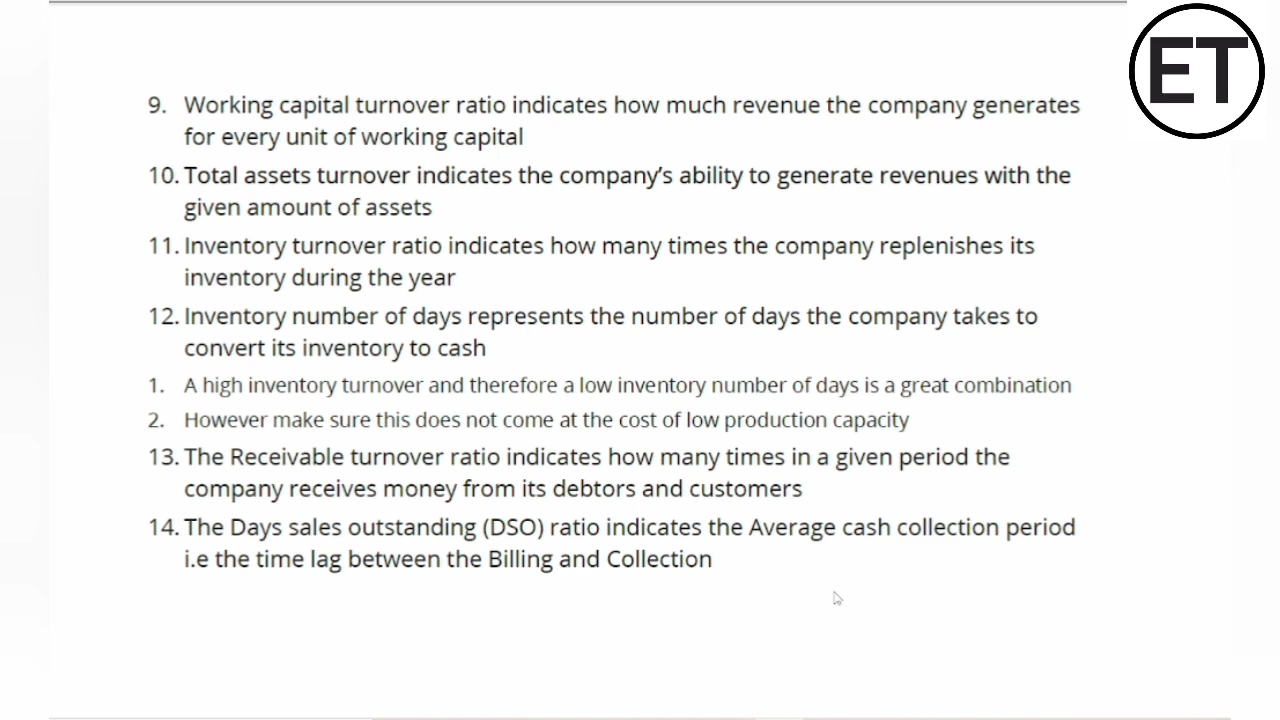 ET
9. Working capital turnover ratio indicates how much revenue the company generates
for every unit of working capital
10. Total assets turnover indicates the company’s ability to generate revenues with the
given amount of assets
11. Inventory turnover ratio indicates how many times the company replenishes its
inventory during the year
12. Inventory number of days represents the number of days the company takes to
convert its inventory to cash
1. A high inventory turnover and therefore a low inventory number of days is a great combination
2. However make sure this does not come at the cost of low production capacity
13. The Receivable turnover ratio indicates how many times in a given period the
company receives money from its debtors and customers
14. The Days sales outstanding (DSO) ratio indicates the Average cash collection period
i.e the time lag between the Billing and Collection